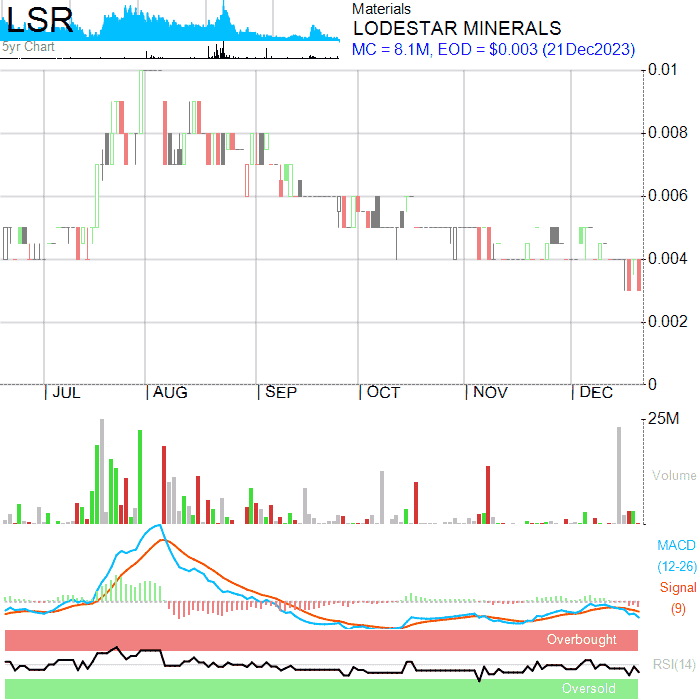 LSR
5yr Chart
Materials
LODESTAR MINERALS
MC = 8.1M, EOD = $0.003 (21Dec2023)
0.01
0.008
0.006
0.004
0.002
0
JUL AUG SEP OCT NOV DEC
25M
Volume
MACD
(12-26)
Signal
(9)
Overbought
RSI(14)
Oversold